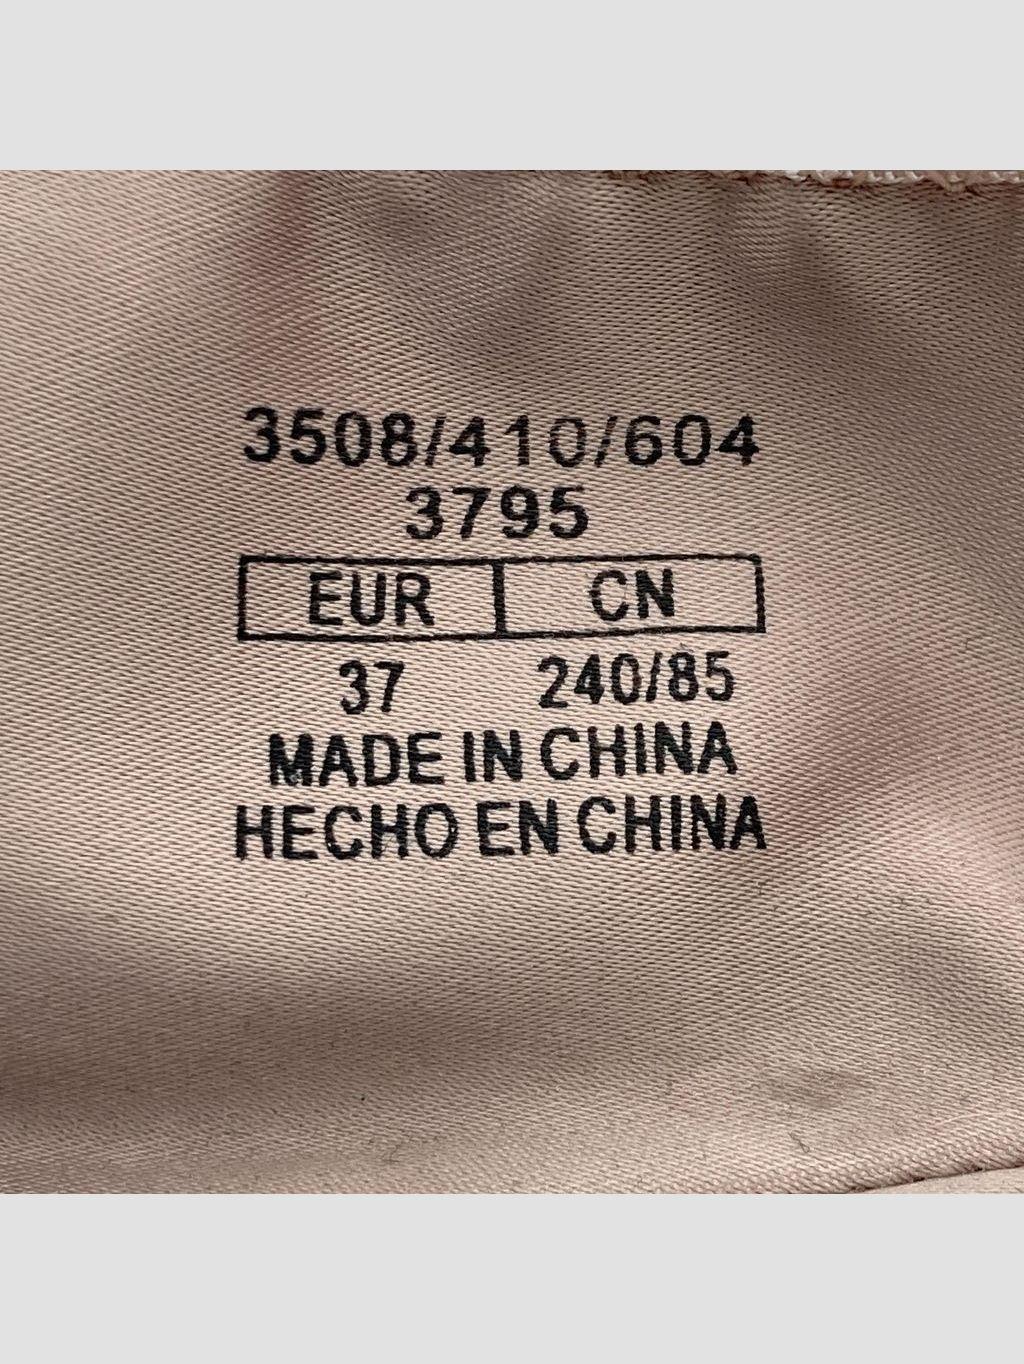 3508/410/604
3795
EUR CN
37 240/85
MADE IN CHINA
HECHO EN CHINA